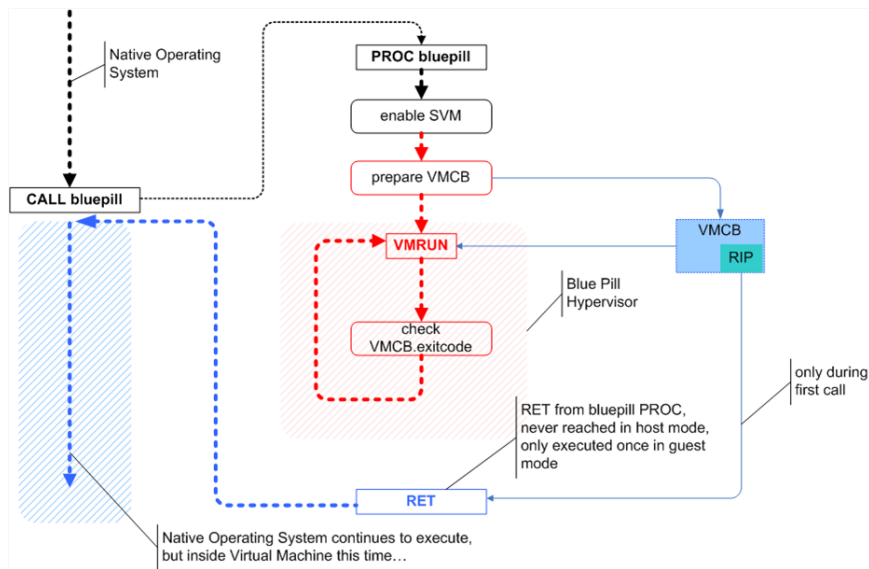 Native Operating
System
PROC bluepill
enable SVM
prepare VMCB
CALL bluepill
VMCB
RIP
VMRUN
Blue Pill
Hypervisor
check
VMCB.exitcode
only during
first call
RET from bluepill PROC,
never reached in host mode,
only executed once in guest
mode
RET
Native Operating System continues to execute,
but inside Virtual Machine this time…